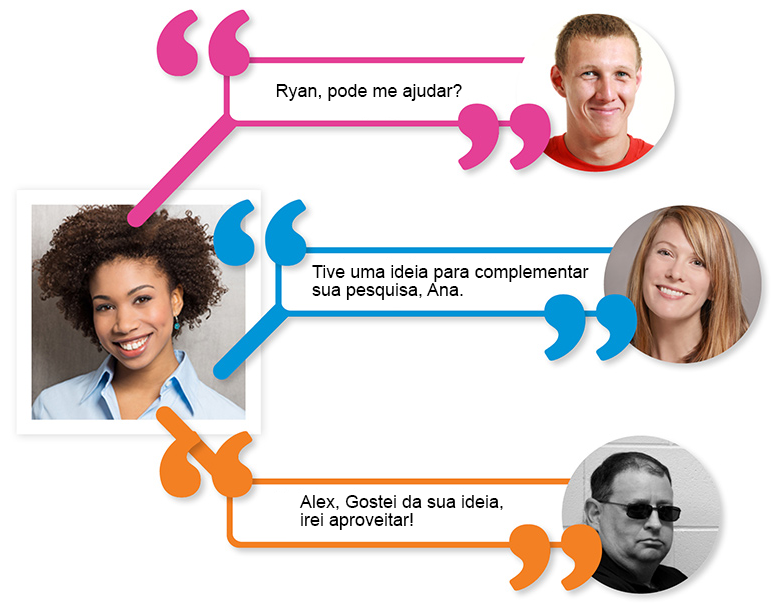 Ryan, pode me ajudar?
Tive uma ideia para complementar
sua pesquisa, Ana.
Alex, Gostei da sua ideia,
irei aproveitar!